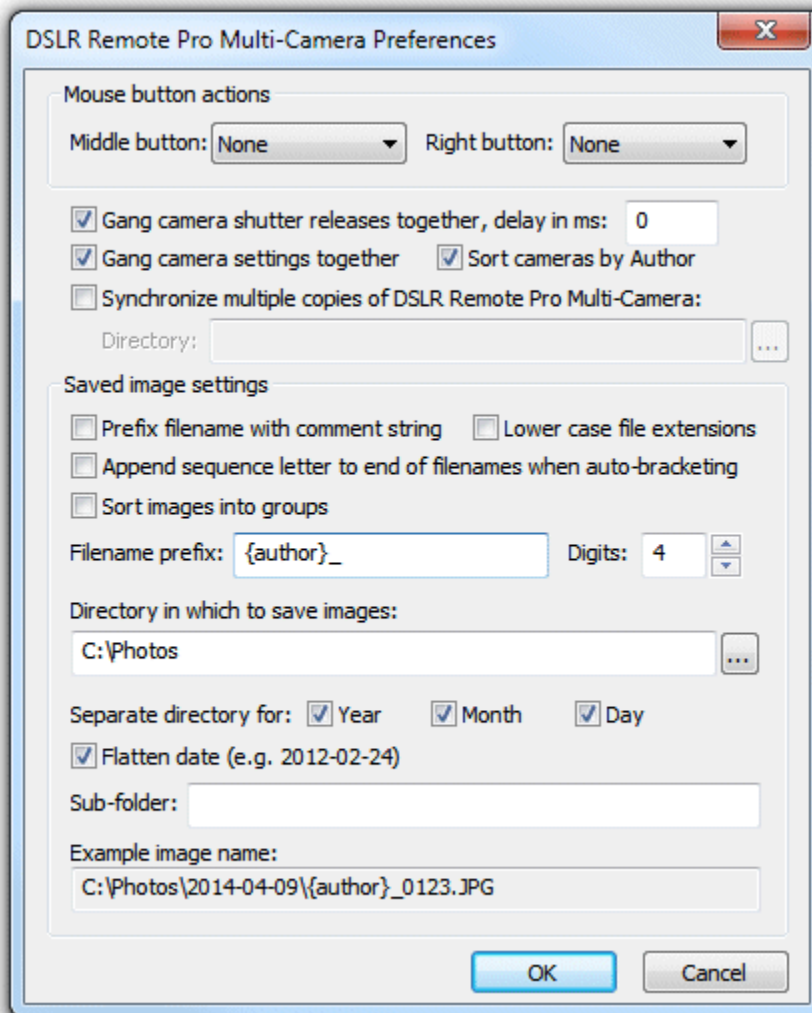 DSLR Remote Pro Multi-Camera Preferences
Mouse button actions
Middle button: None Right button: None
Gang camera shutter releases together, delay in ms: 0
Gang camera settings together Sort cameras by Author
Synchronize multiple copies of DSLR Remote Pro Multi-Camera:
Directory: ...
Saved image settings
Prefix filename with comment string Lower case file extensions
Append sequence letter to end of filenames when auto-bracketing
Sort images into groups
Filename prefix: {author}_ Digits: 4
Directory in which to save images:
C:\Photos ...
Separate directory for: Year Month Day
Flatten date (e.g. 2012-02-24)
Sub-folder:
Example image name:
C:\Photos\2014-04-09\{author}_0123.JPG
OK Cancel